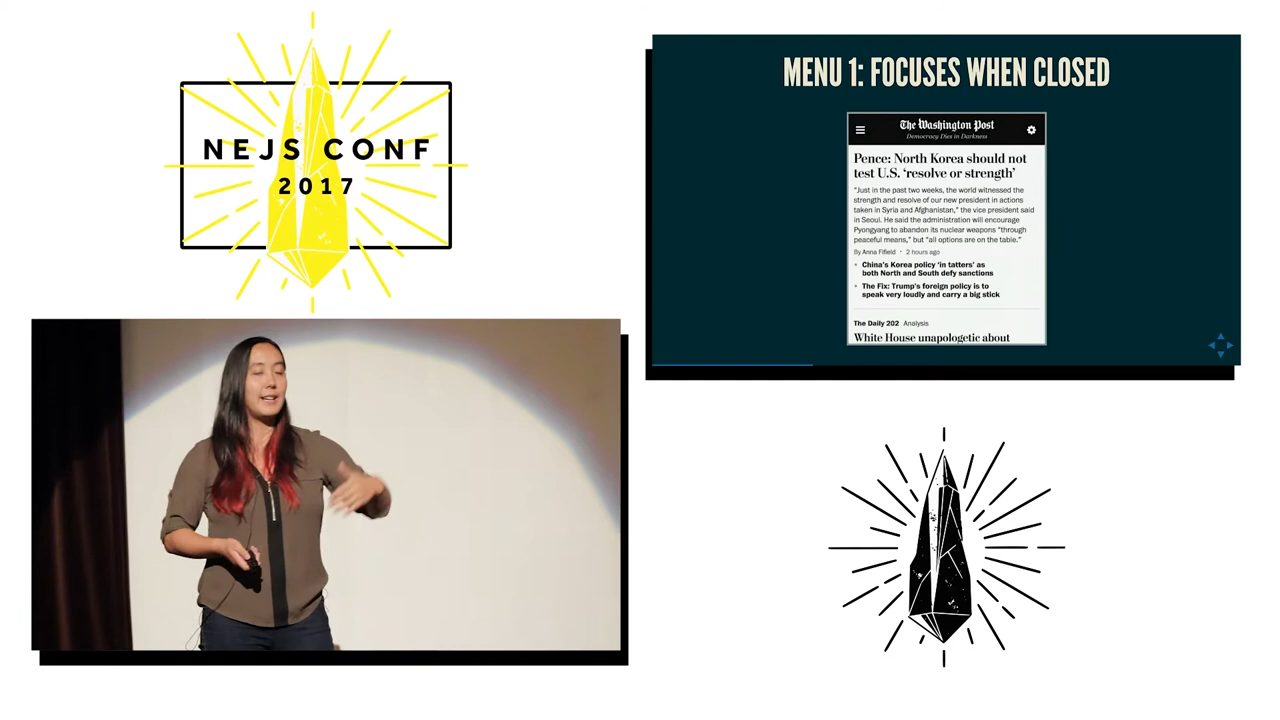 NEJS CONF
2017
MENU 1: FOCUSES WHEN CLOSED
The Washington Post
Democracy Dies in Darkness
Pence: North Korea should not
test U.S. ‘resolve or strength’
“Just in the past two weeks, the world witnessed the
strength and resolve of our new president in actions
taken in Syria and Afghanistan,” the vice president said
in Seoul. He said the administration will encourage
Pyongyang to abandon its nuclear weapons “through
peaceful means,” but “all options are on the table.”
By Anna Fifield • 2 hours ago
• China’s Korea policy ‘in tatters’ as
both North and South defy sanctions
• The Fix: Trump’s foreign policy is to
speak very loudly and carry a big stick
The Daily 202 Analysis
White House unapologetic about